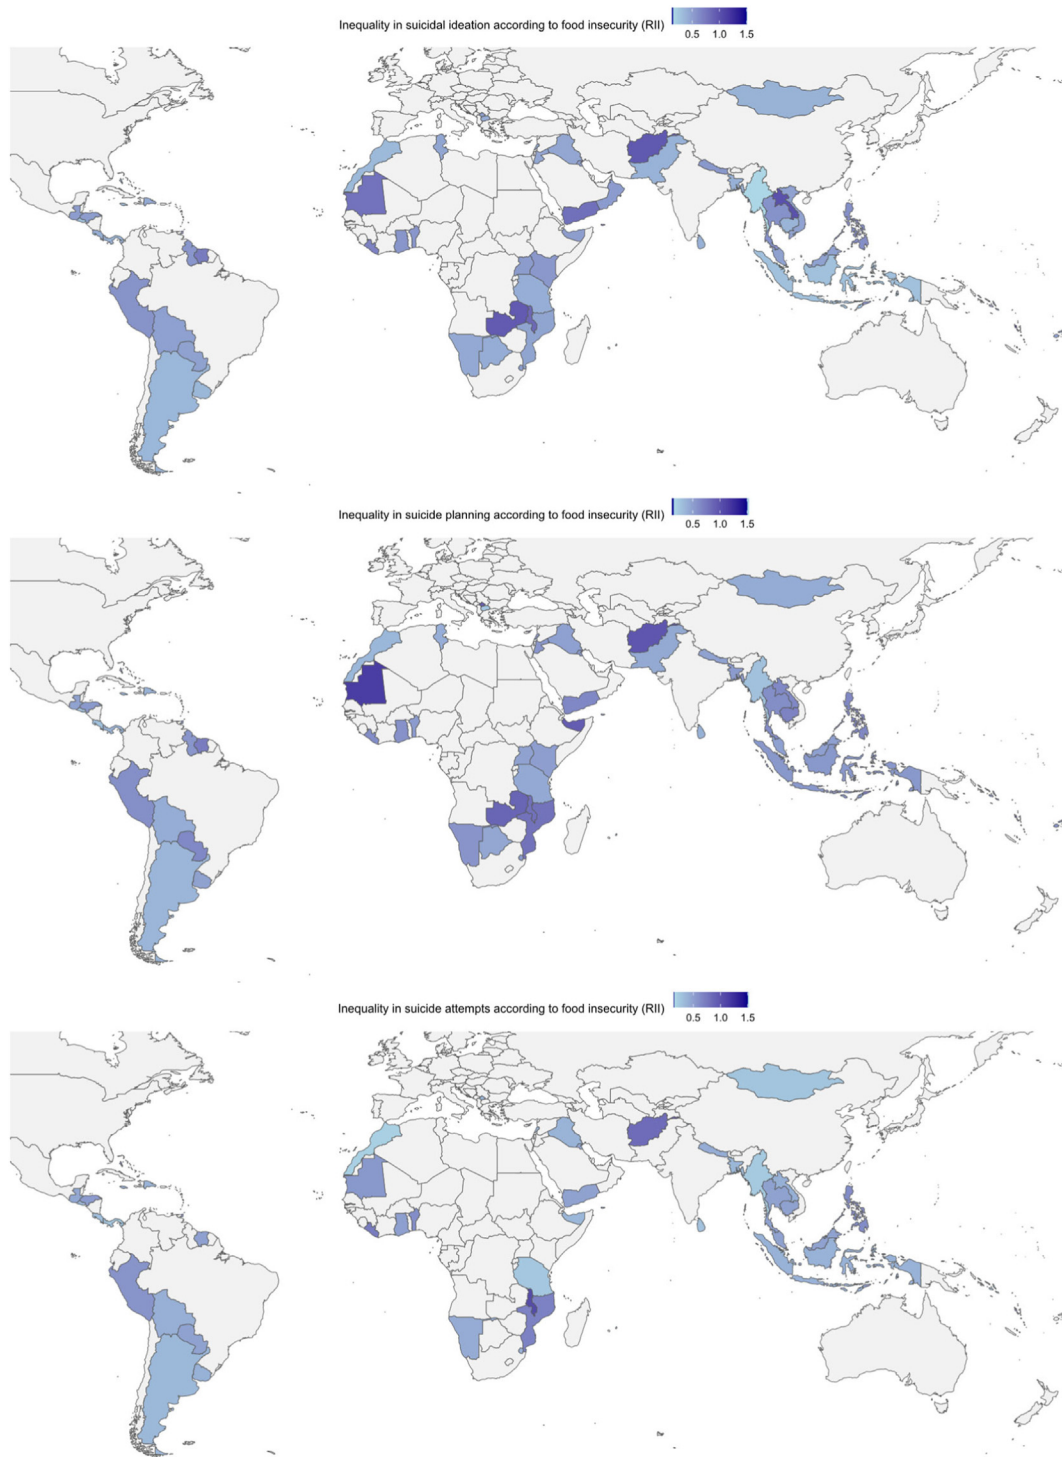 Inequality in suicidal ideation according to food insecurity (RII)
0.5 1.0 1.5
Inequality in suicide planning according to food insecurity (RII)
0.5 1.0 1.5
Inequality in suicide attempts according to food insecurity (RII)
0.5 1.0 1.5